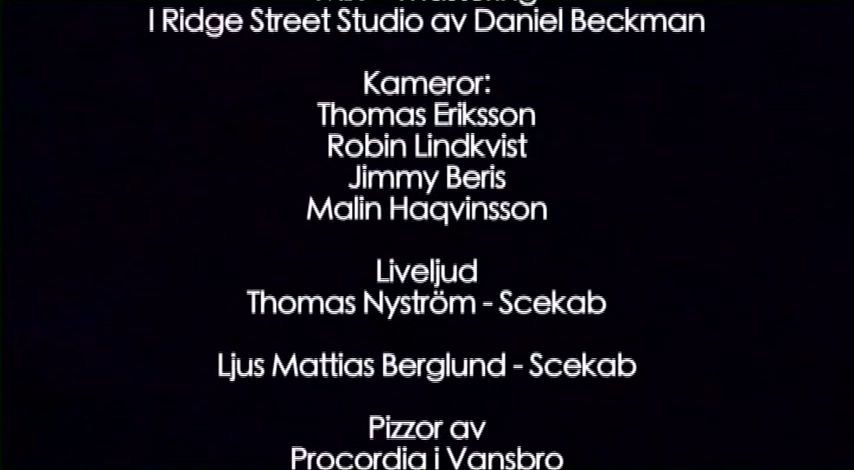 I Ridge Street Studio av Daniel Beckman
Kameror:
Thomas Eriksson
Robin Lindkvist
Jimmy Beris
Malin Haqvinsson
Liveljud
Thomas Nyström - Scekab
Ljus Mattias Berglund - Scekab
Pizzor av
Procordia i Vansbro